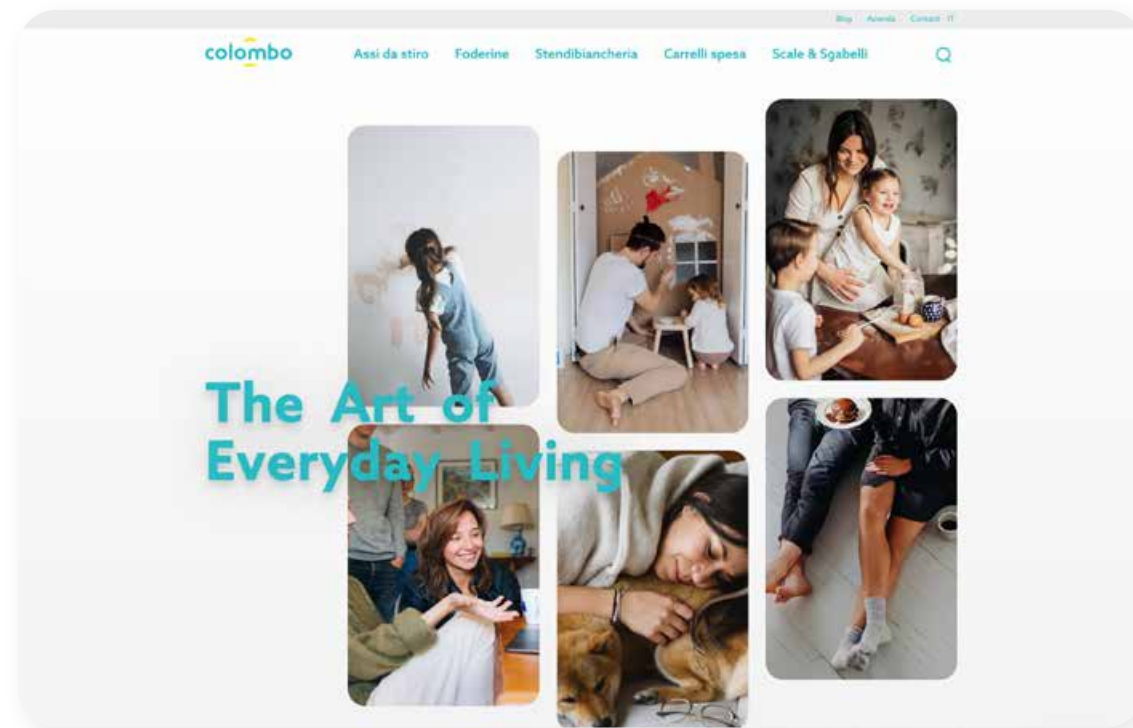 Blog Azienda Contatti IT
colombo
Assi da stiro Foderine Stendibiancheria Carrelli spesa Scale & Sgabelli
The Art of
Everyday Living